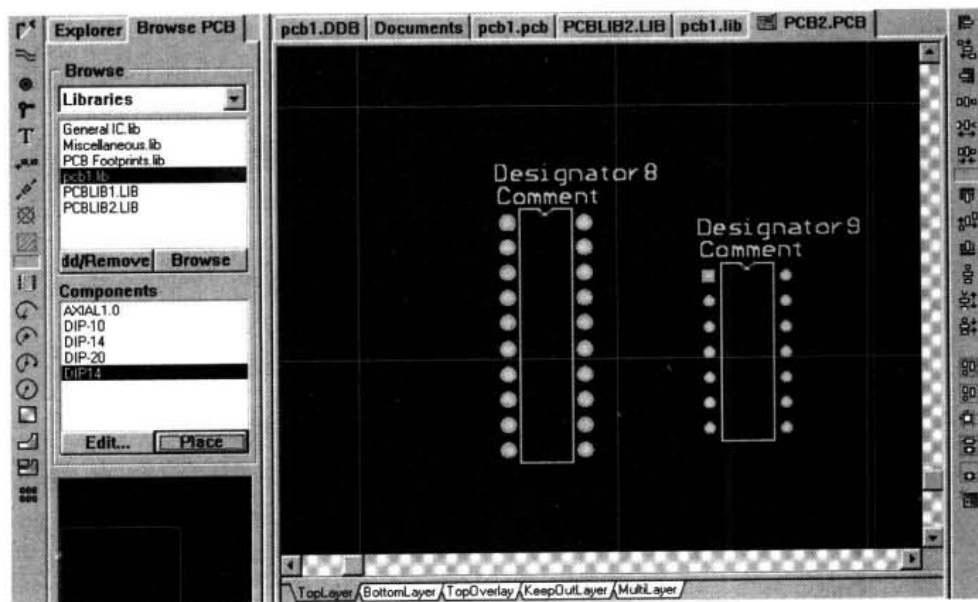 Explorer
Browse PCB
pcb1.DDB
Documents
pcb1.pcb
PCBLIB2.LIB
pcb1.lib
PCB2.PCB
Browse
Libraries
General IC.lib
Miscellaneous.lib
PCB Footprints.lib
pcb1.lib
PCBLIB1.LIB
PCBLIB2.LIB
dd/Remove
Browse
Components
AXIAL1.0
DIP-10
DIP-14
DIP-20
DIP14
Edit...
Place
T
Designator8
Comment
Designator9
Comment
TopLayer
BottomLayer
TopOverlay
KeepOutLayer
MultiLayer